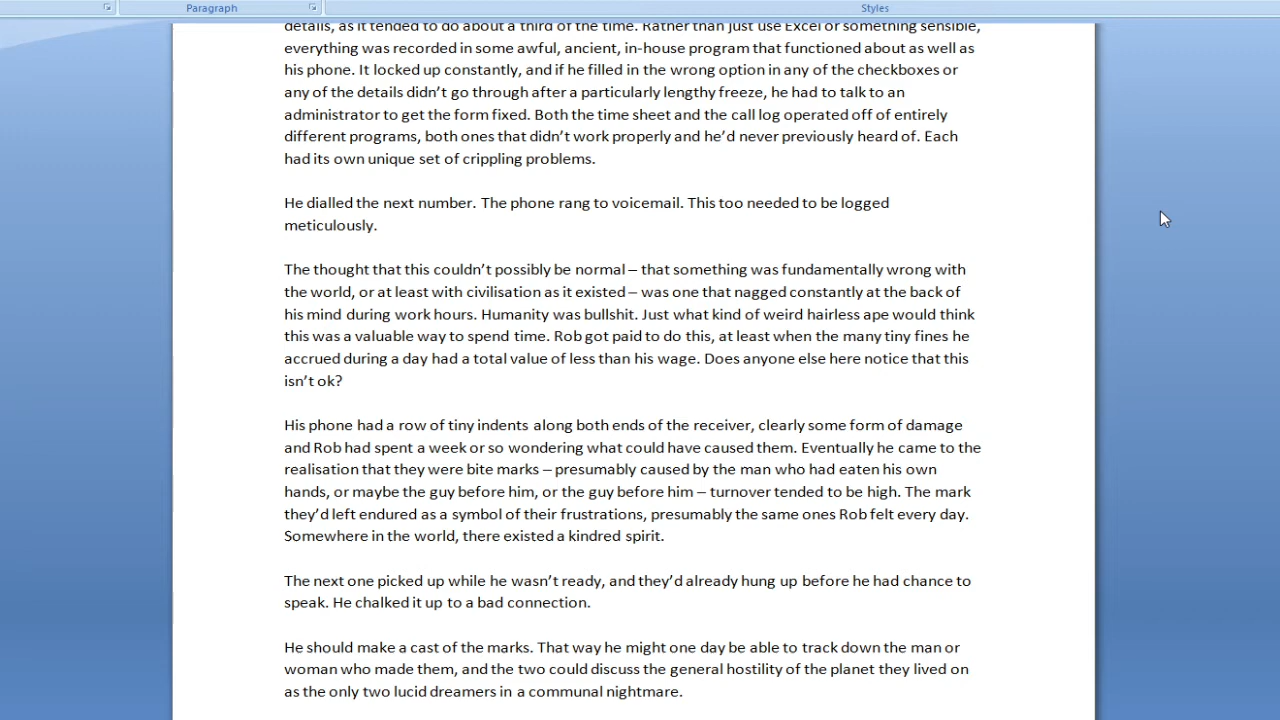 Paragraph
Styles
details, as it tended to do about a third of the time. Rather than just use Excel or something sensible,
everything was recorded in some awful, ancient, in-house program that functioned about as well as
his phone. It locked up constantly, and if he filled in the wrong option in any of the checkboxes or
any of the details didn’t go through after a particularly lengthy freeze, he had to talk to an
administrator to get the form fixed. Both the time sheet and the call log operated off of entirely
different programs, both ones that didn’t work properly and he’d never previously heard of. Each
had its own unique set of crippling problems.
He dialled the next number. The phone rang to voicemail. This too needed to be logged
meticulously.
The thought that this couldn’t possibly be normal – that something was fundamentally wrong with
the world, or at least with civilisation as it existed – was one that nagged constantly at the back of
his mind during work hours. Humanity was bullshit. Just what kind of weird hairless ape would think
this was a valuable way to spend time. Rob got paid to do this, at least when the many tiny fines he
accrued during a day had a total value of less than his wage. Does anyone else here notice that this
isn’t ok?
His phone had a row of tiny indents along both ends of the receiver, clearly some form of damage
and Rob had spent a week or so wondering what could have caused them. Eventually he came to the
realisation that they were bite marks – presumably caused by the man who had eaten his own
hands, or maybe the guy before him, or the guy before him – turnover tended to be high. The mark
they’d left endured as a symbol of their frustrations, presumably the same ones Rob felt every day.
Somewhere in the world, there existed a kindred spirit.
The next one picked up while he wasn’t ready, and they’d already hung up before he had chance to
speak. He chalked it up to a bad connection.
He should make a cast of the marks. That way he might one day be able to track down the man or
woman who made them, and the two could discuss the general hostility of the planet they lived on
as the only two lucid dreamers in a communal nightmare.